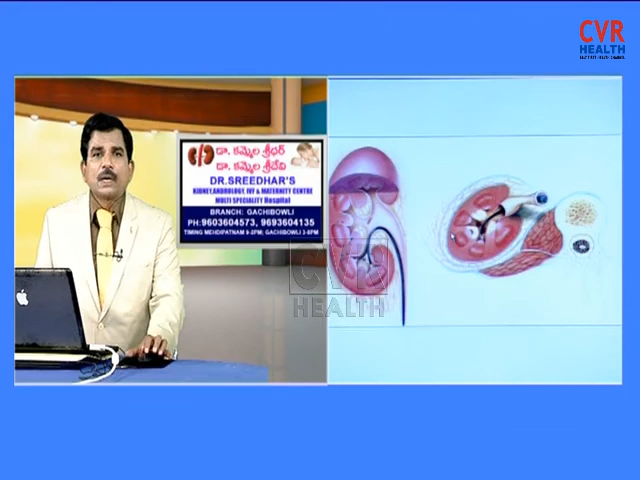 CVR
HEALTH
డా. కమ్మెల శ్రీధర్
డా. కమ్మెల శ్రీదేవి
DR.SREEDHAR'S
KIDNEY,ANDROLOGY, IVF & MATERNITY CENTRE
MULTI SPECIALITY Hospital
BRANCH: GACHIBOWLI
PH:9603604573, 9693604135
TIMING MEHDIPATNAM 9-2PM; GACHIBOWLI 3-8PM
CVR
HEALTH